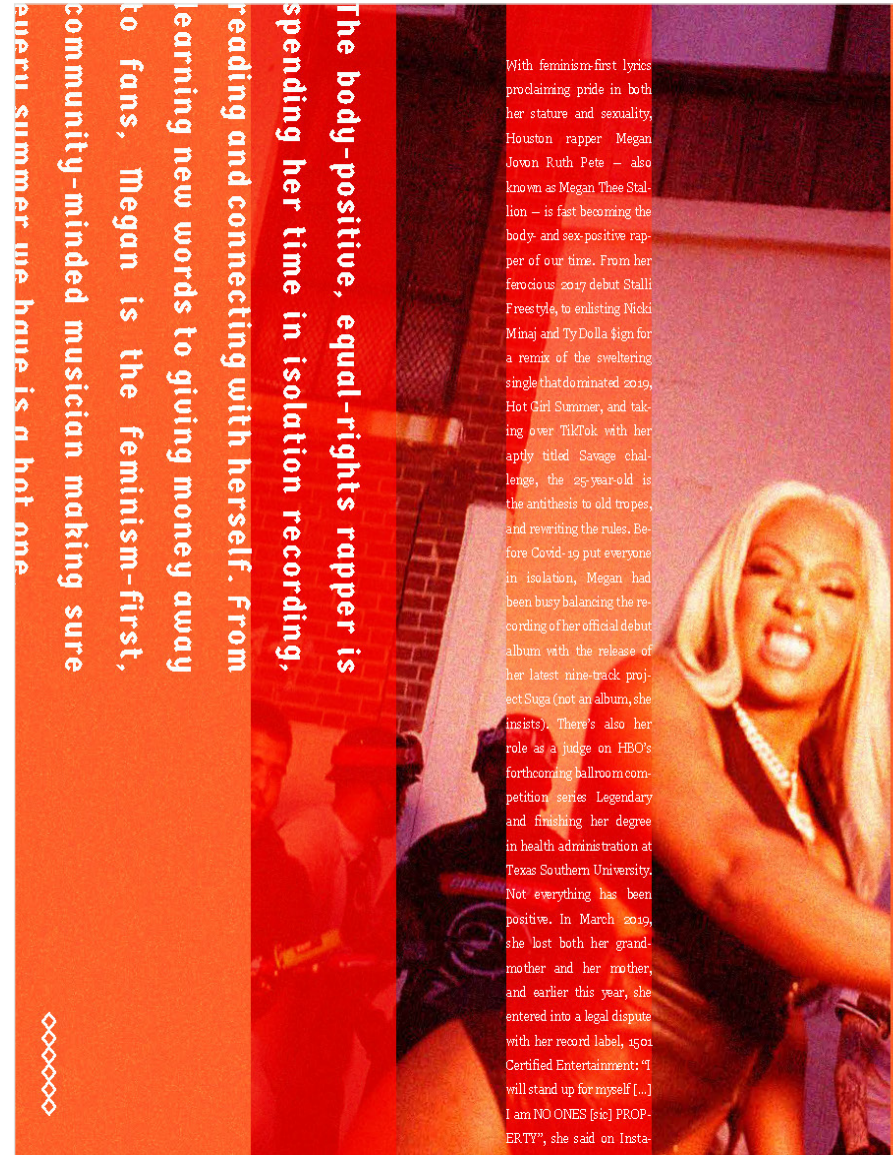 The body-positive, equal-rights rapper is
spending her time in isolation recording,
reading and connecting with herself. From
learning new words to giving money away
to fans, Megan is the feminism-first,
community-minded musician making sure
every summer we have is a hot one
With feminism-first lyrics
proclaiming pride in both
her stature and sexuality,
Houston rapper Megan
Jovon Ruth Pete — also
known as Megan Thee Stal-
lion — is fast becoming the
body- and sex-positive rap-
per of our time. From her
ferocious 2017 debut Stalli
Freestyle, to enlisting Nicki
Minaj and Ty Dolla $ign for
a remix of the sweltering
single that dominated 2019,
Hot Girl Summer, and tak-
ing over TikTok with her
aptly titled Savage chal-
lenge, the 25-year-old is
the antithesis to old tropes,
and rewriting the rules. Be-
fore Covid-19 put everyone
in isolation, Megan had
been busy balancing the re-
cording of her official debut
album with the release of
her latest nine-track proj-
ect Suga (not an album, she
insists). There’s also her
role as a judge on HBO’s
forthcoming ballroom com-
petition series Legendary
and finishing her degree
in health administration at
Texas Southern University.
Not everything has been
positive. In March 2019,
she lost both her grand-
mother and her mother,
and earlier this year, she
entered into a legal dispute
with her record label, 1501
Certified Entertainment: “I
will stand up for myself [...]
I am NO ONES [sic] PROP-
ERTY”, she said on Insta-